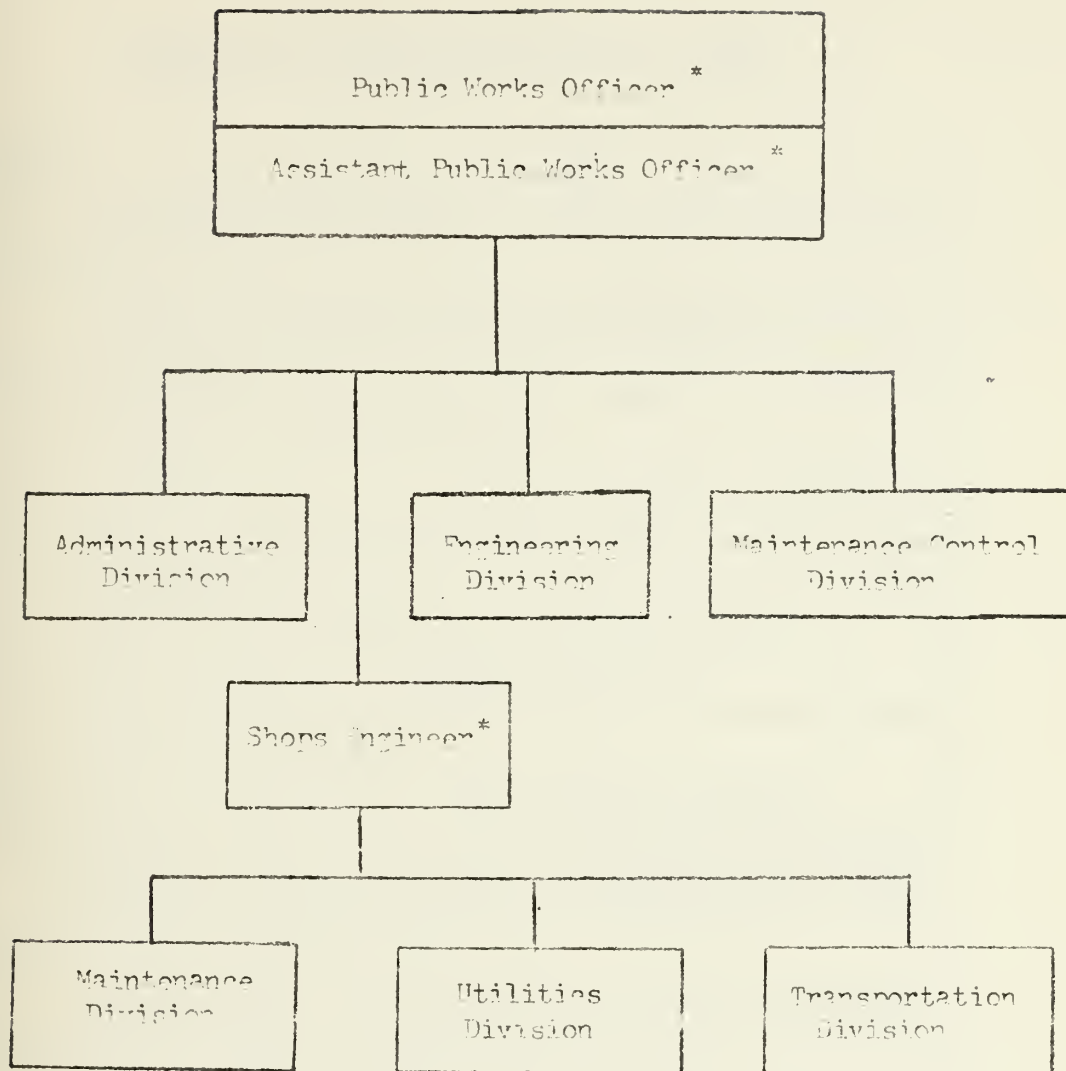 Public Works Officer *
Assistant Public Works Officer *
Administrative
Division
Engineering
Division
Maintenance Control
Division
Shops Engineer*
Maintenance
Division
Utilities
Division
Transportation
Division